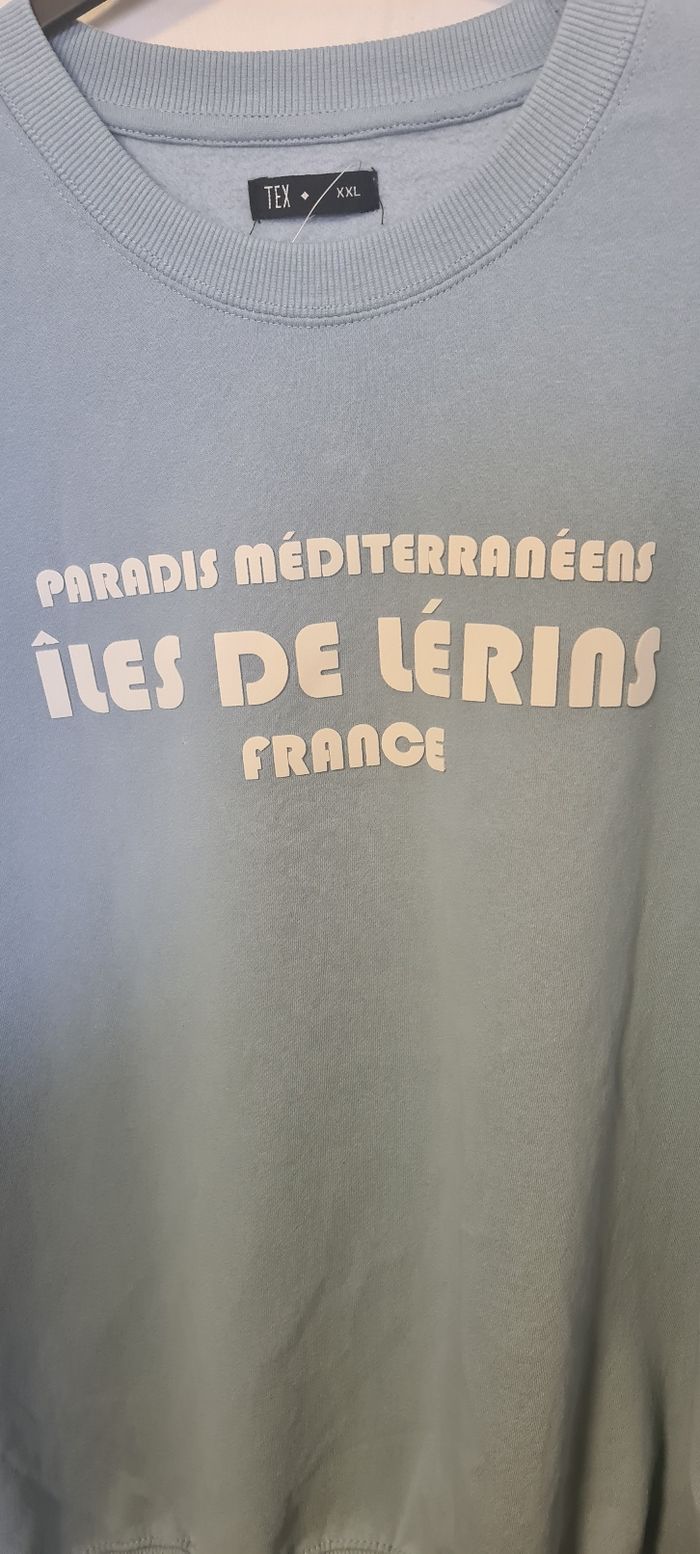 TEX ◆ XXL
PARADIS MÉDITERRANÉENS
ÎLES DE LÉRINS
FRANCE